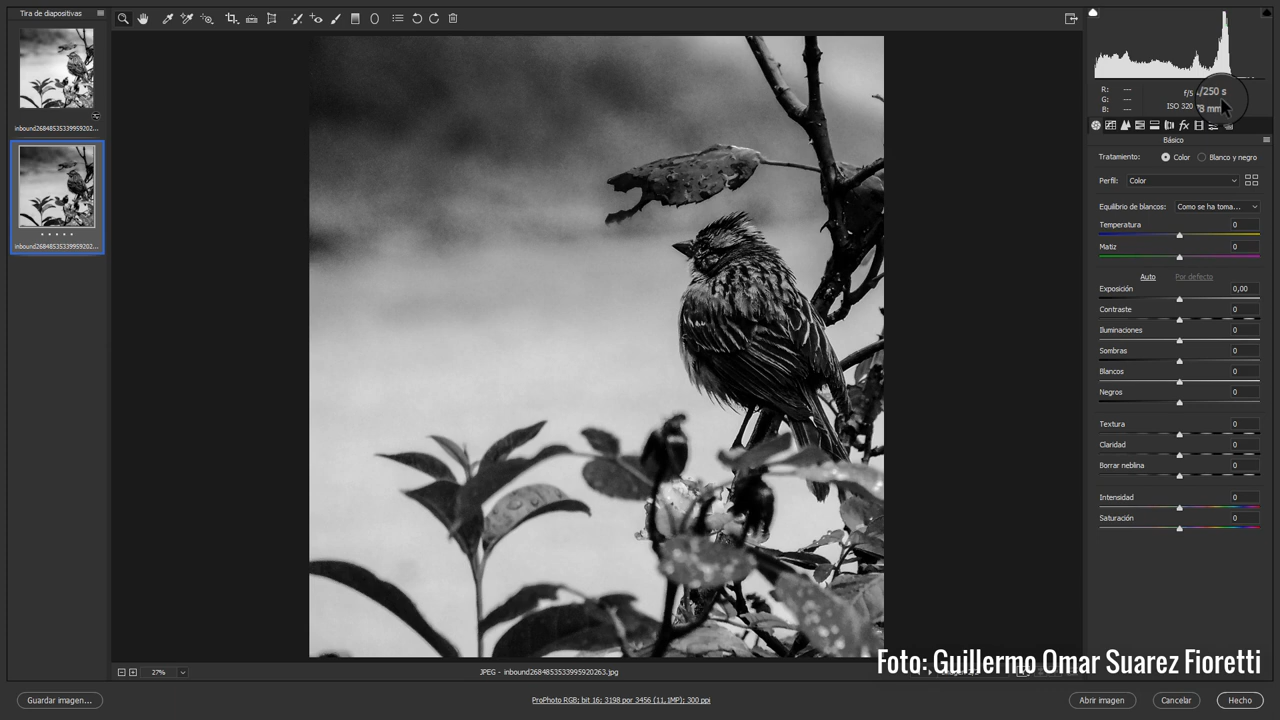 Tira de diapositivas
inbound26848535339959202...
inbound26848535339959202...
R: ---
G: ---
B: ---
/250 s
ISO 320
mm
Básico
Tratamiento: Color Blanco y negro
Perfil: Color
Equilibrio de blancos: Como se ha toma...
Temperatura 0
Matiz 0
Auto Por defecto
Exposición 0,00
Contraste 0
Iluminaciones 0
Sombras 0
Blancos 0
Negros 0
Textura 0
Claridad 0
Borrar neblina 0
Intensidad 0
Saturación 0
27%
JPEG - inbound2684853533995920263.jpg
Foto: Guillermo Omar Suarez Fioretti
Guardar imagen...
ProPhoto RGB; bit 16; 3198 por 3456 (11,1MP); 300 ppi
Abrir imagen
Cancelar
Hecho